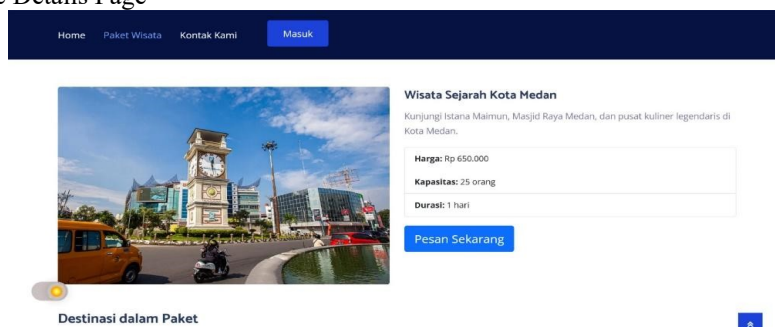 Details Page
Home Paket Wisata Kontak Kami Masuk
Wisata Sejarah Kota Medan
Kunjungi Istana Maimun, Masjid Raya Medan, dan pusat kuliner legendaris di
Kota Medan.
Harga: Rp 650.000
Kapasitas: 25 orang
Durasi: 1 hari
Pesan Sekarang
Destinasi dalam Paket